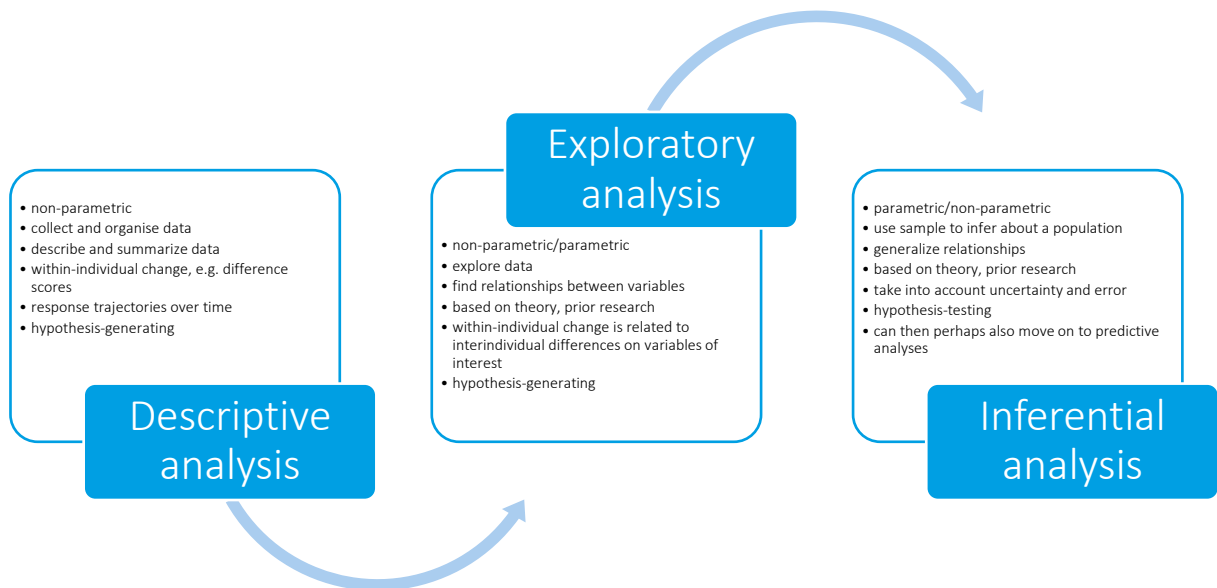 • non-parametric
• collect and organise data
• describe and summarize data
• within-individual change, e.g. difference
scores
• response trajectories over time
• hypothesis-generating
Descriptive
analysis
Exploratory
analysis
• non-parametric/parametric
• explore data
• find relationships between variables
• based on theory, prior research
• within-individual change is related to
interindividual differences on variables of
interest
• hypothesis-generating
• parametric/non-parametric
• use sample to infer about a population
• generalize relationships
• based on theory, prior research
• take into account uncertainty and error
• hypothesis-testing
• can then perhaps also move on to predictive
analyses
Inferential
analysis